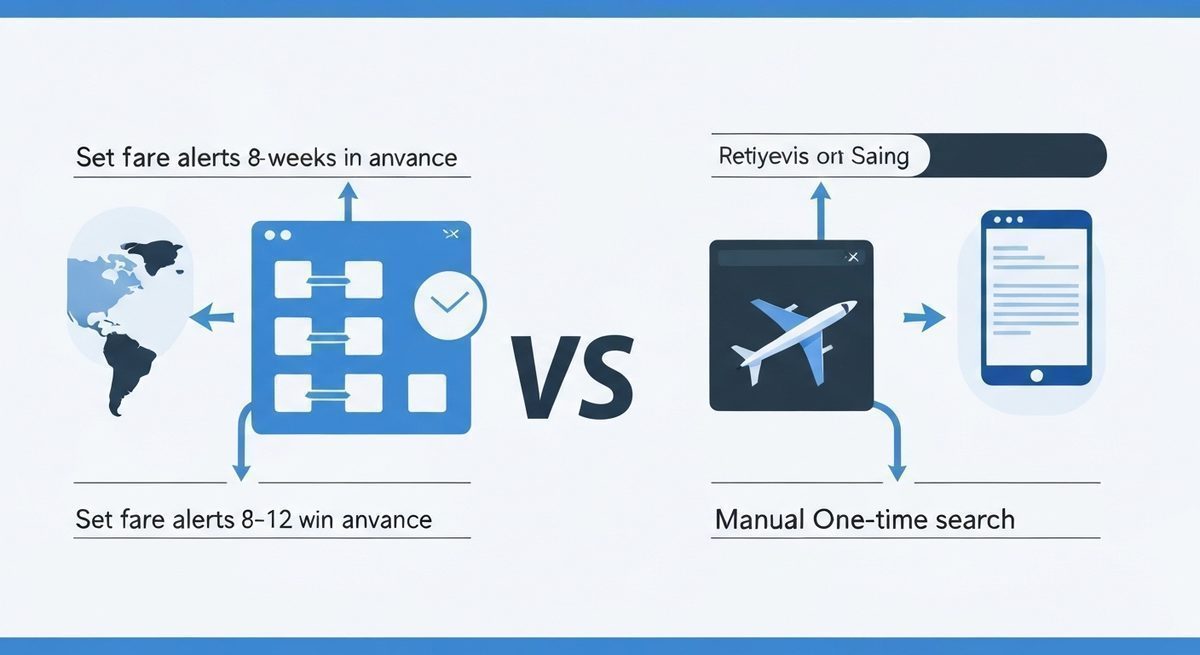 Set fare alerts 8-weeks in anvance
Retiyevis ort Saing
VS
Set fare alerts 8-12 win anvance
Manual One-time search